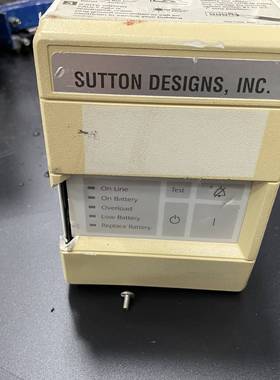 SUTTON DESIGNS, INC.
On Line
Test
On Battery
Overload
Low Battery
Replace Battery